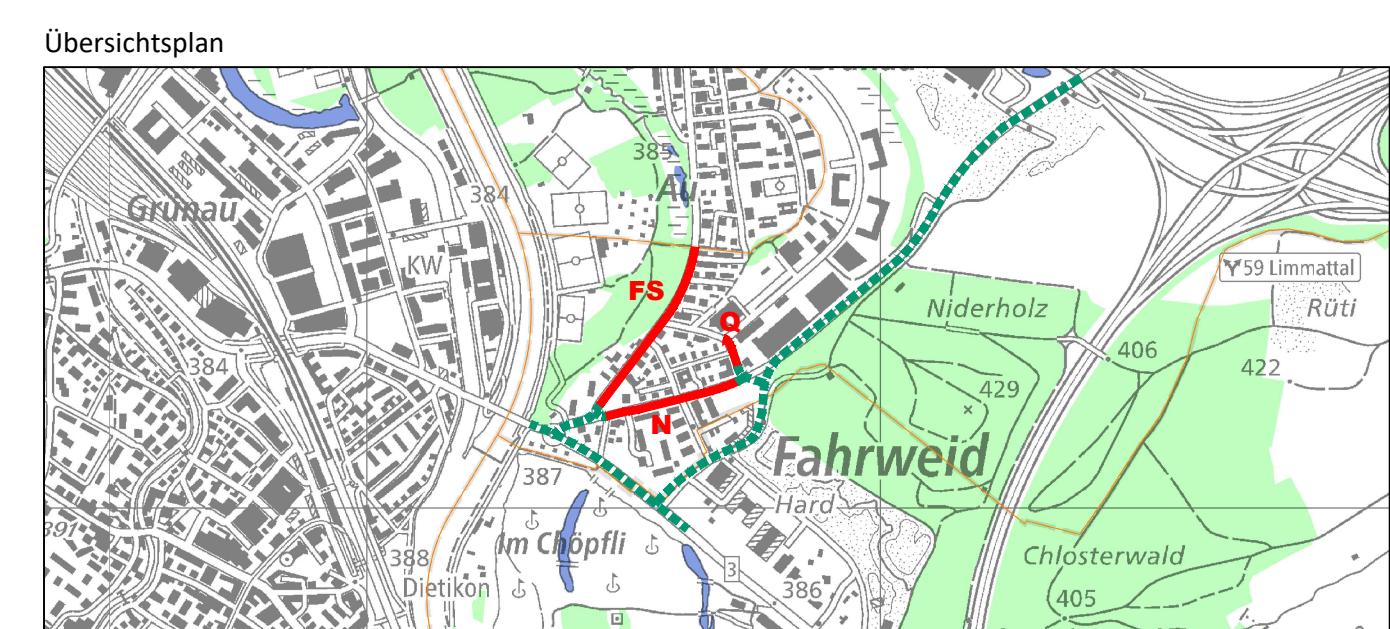 Übersichtsplan
385
Au
384
Grünau
KW
FS
Q
59 Limmattal
Niderholz
Rüti
406
384
422
429
N
Fahrweid
387
Hard
391
Im Chöpfli
388
Dietikon
3
386
Chlosterwald
405